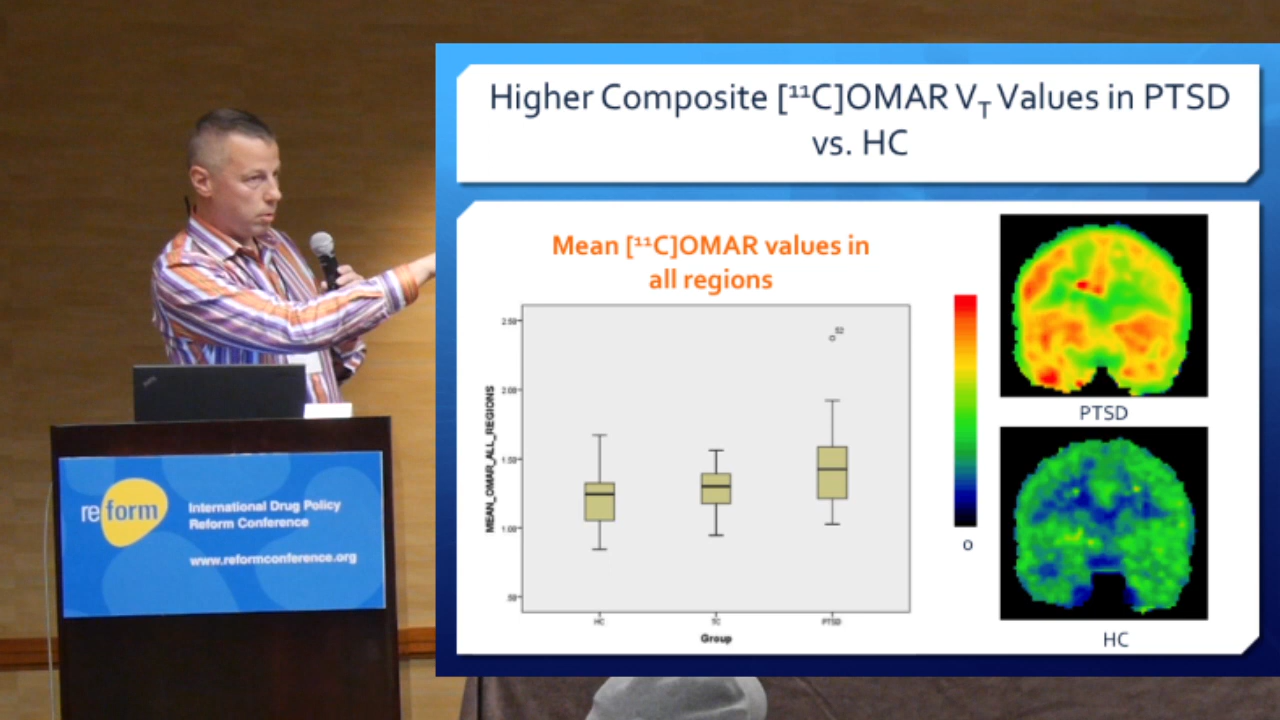 Higher Composite [¹¹C]OMAR V_T Values in PTSD
vs. HC
Mean [¹¹C]OMAR values in
all regions
MEAN_OMAR_ALL_REGIONS
2.50
2.00
1.50
1.00
.50
52
HC
TC
PTSD
Group
0
PTSD
HC
reform
International Drug Policy
Reform Conference
www.reformconference.org